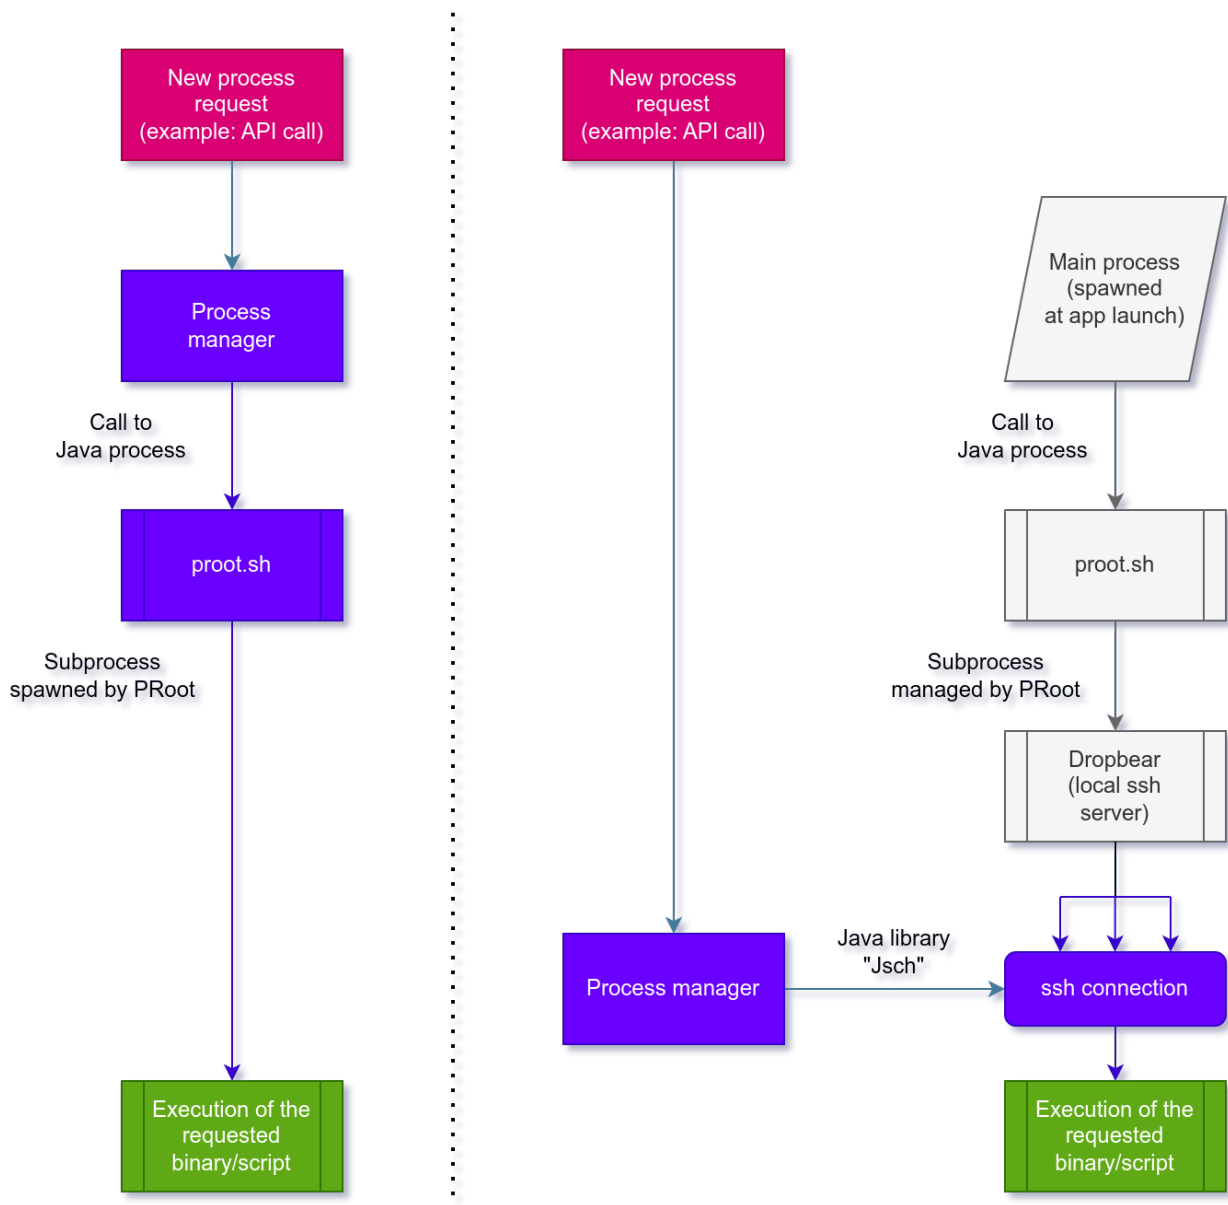 New process
request
(example: API call)
Process
manager
Call to
Java process
proot.sh
Subprocess
spawned by PRoot
Execution of the
requested
binary/script
New process
request
(example: API call)
Main process
(spawned
at app launch)
Call to
Java process
proot.sh
Subprocess
managed by PRoot
Dropbear
(local ssh
server)
Process manager
Java library
"Jsch"
ssh connection
Execution of the
requested
binary/script